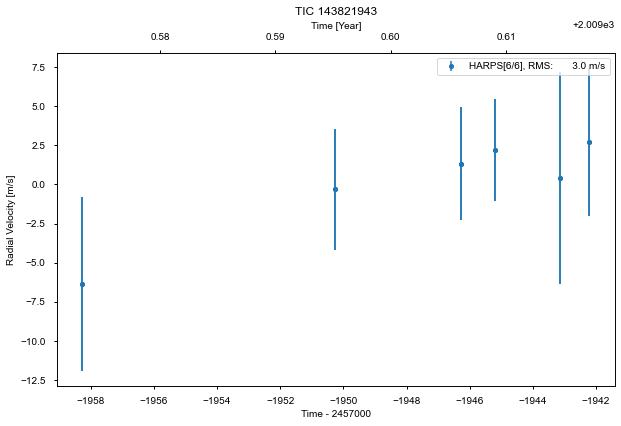 TIC 143821943
Time [Year]
+2.009e3
0.58 0.59 0.60 0.61
HARPS[6/6], RMS: 3.0 m/s
7.5
5.0
2.5
0.0
−2.5
−5.0
−7.5
−10.0
−12.5
Radial Velocity [m/s]
−1958 −1956 −1954 −1952 −1950 −1948 −1946 −1944 −1942
Time - 2457000